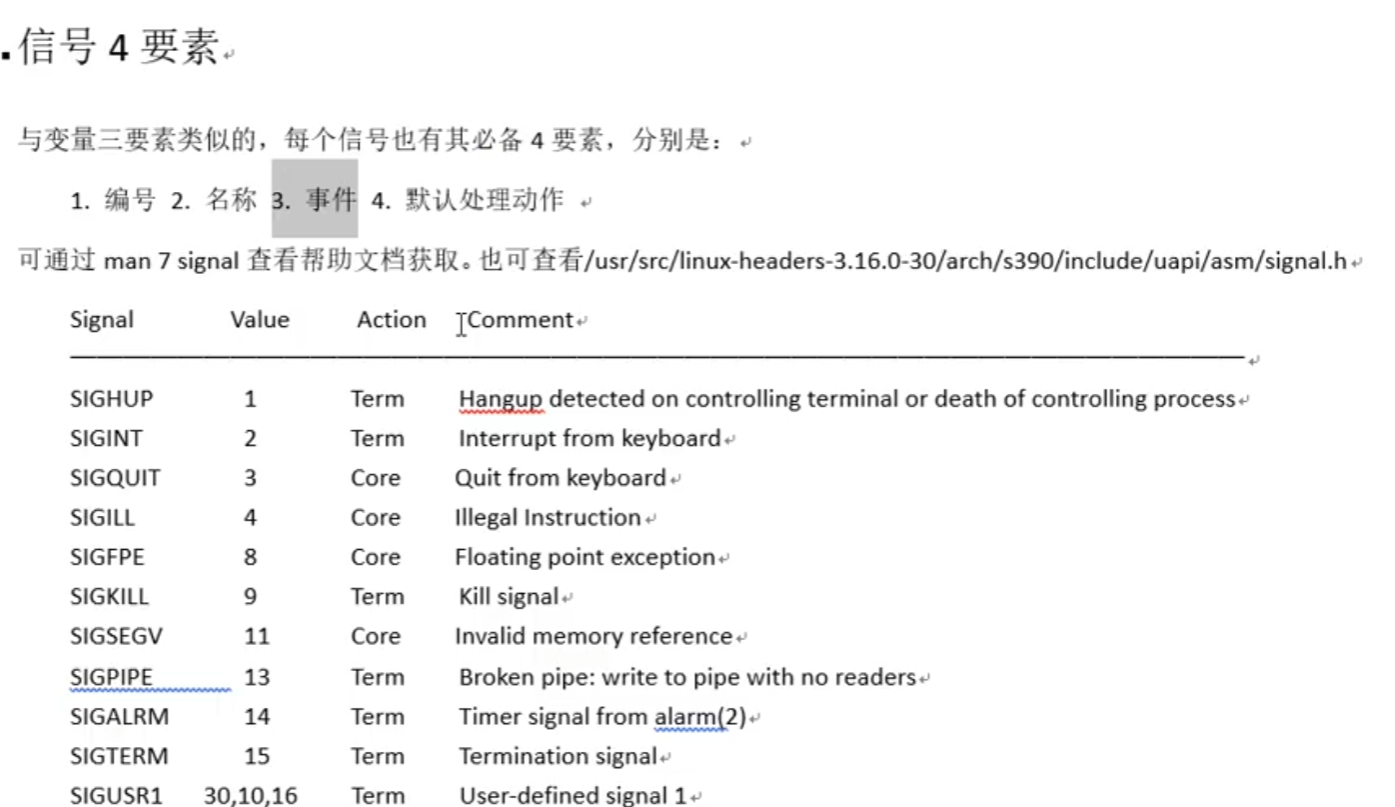 信号 4 要素
与变量三要素类似的，每个信号也有其必备 4 要素，分别是：
1. 编号 2. 名称 3. 事件 4. 默认处理动作
可通过 man 7 signal 查看帮助文档获取。也可查看/usr/src/linux-headers-3.16.0-30/arch/s390/include/uapi/asm/signal.h
Signal Value Action Comment
SIGHUP 1 Term Hangup detected on controlling terminal or death of controlling process
SIGINT 2 Term Interrupt from keyboard
SIGQUIT 3 Core Quit from keyboard
SIGILL 4 Core Illegal Instruction
SIGFPE 8 Core Floating point exception
SIGKILL 9 Term Kill signal
SIGSEGV 11 Core Invalid memory reference
SIGPIPE 13 Term Broken pipe: write to pipe with no readers
SIGALRM 14 Term Timer signal from alarm(2)
SIGTERM 15 Term Termination signal
SIGUSR1 30,10,16 Term User-defined signal 1